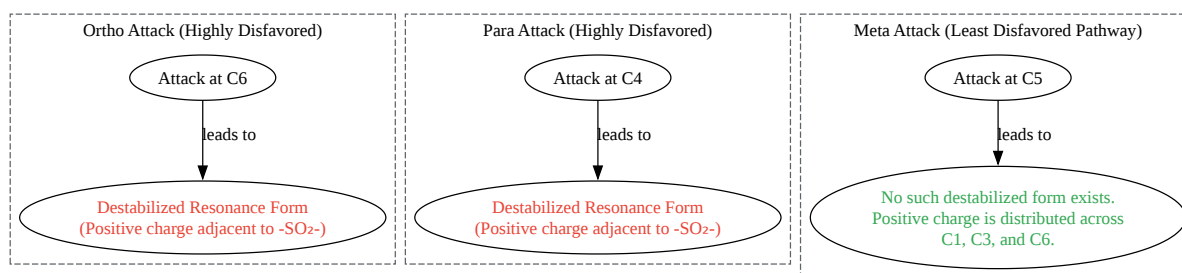 Ortho Attack (Highly Disfavored)
Attack at C6
leads to
Destabilized Resonance Form
(Positive charge adjacent to -SO₂-)
Para Attack (Highly Disfavored)
Attack at C4
leads to
Destabilized Resonance Form
(Positive charge adjacent to -SO₂-)
Meta Attack (Least Disfavored Pathway)
Attack at C5
leads to
No such destabilized form exists.
Positive charge is distributed across
C1, C3, and C6.